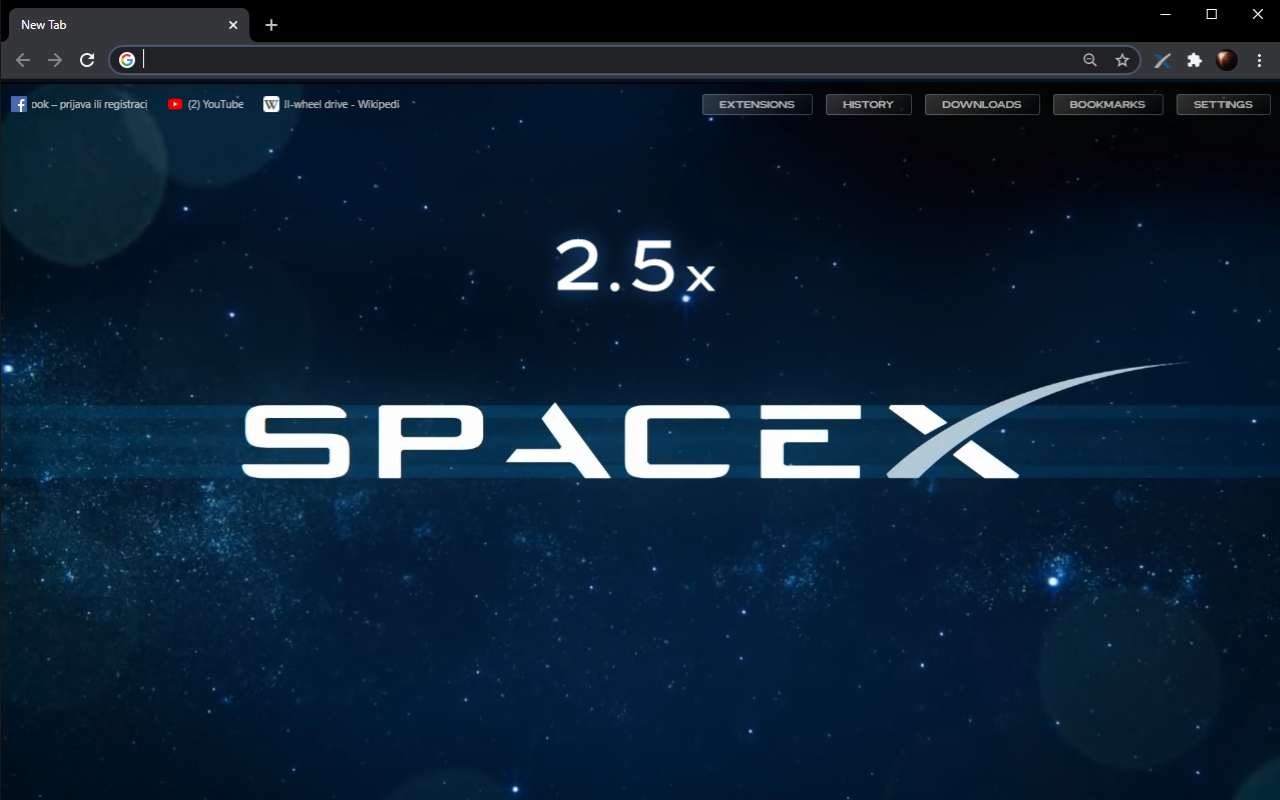 New Tab
ook – prijava ili registraci
(2) YouTube
ll-wheel drive - Wikipedi
EXTENSIONS
HISTORY
DOWNLOADS
BOOKMARKS
SETTINGS
2.5x
SPACEX